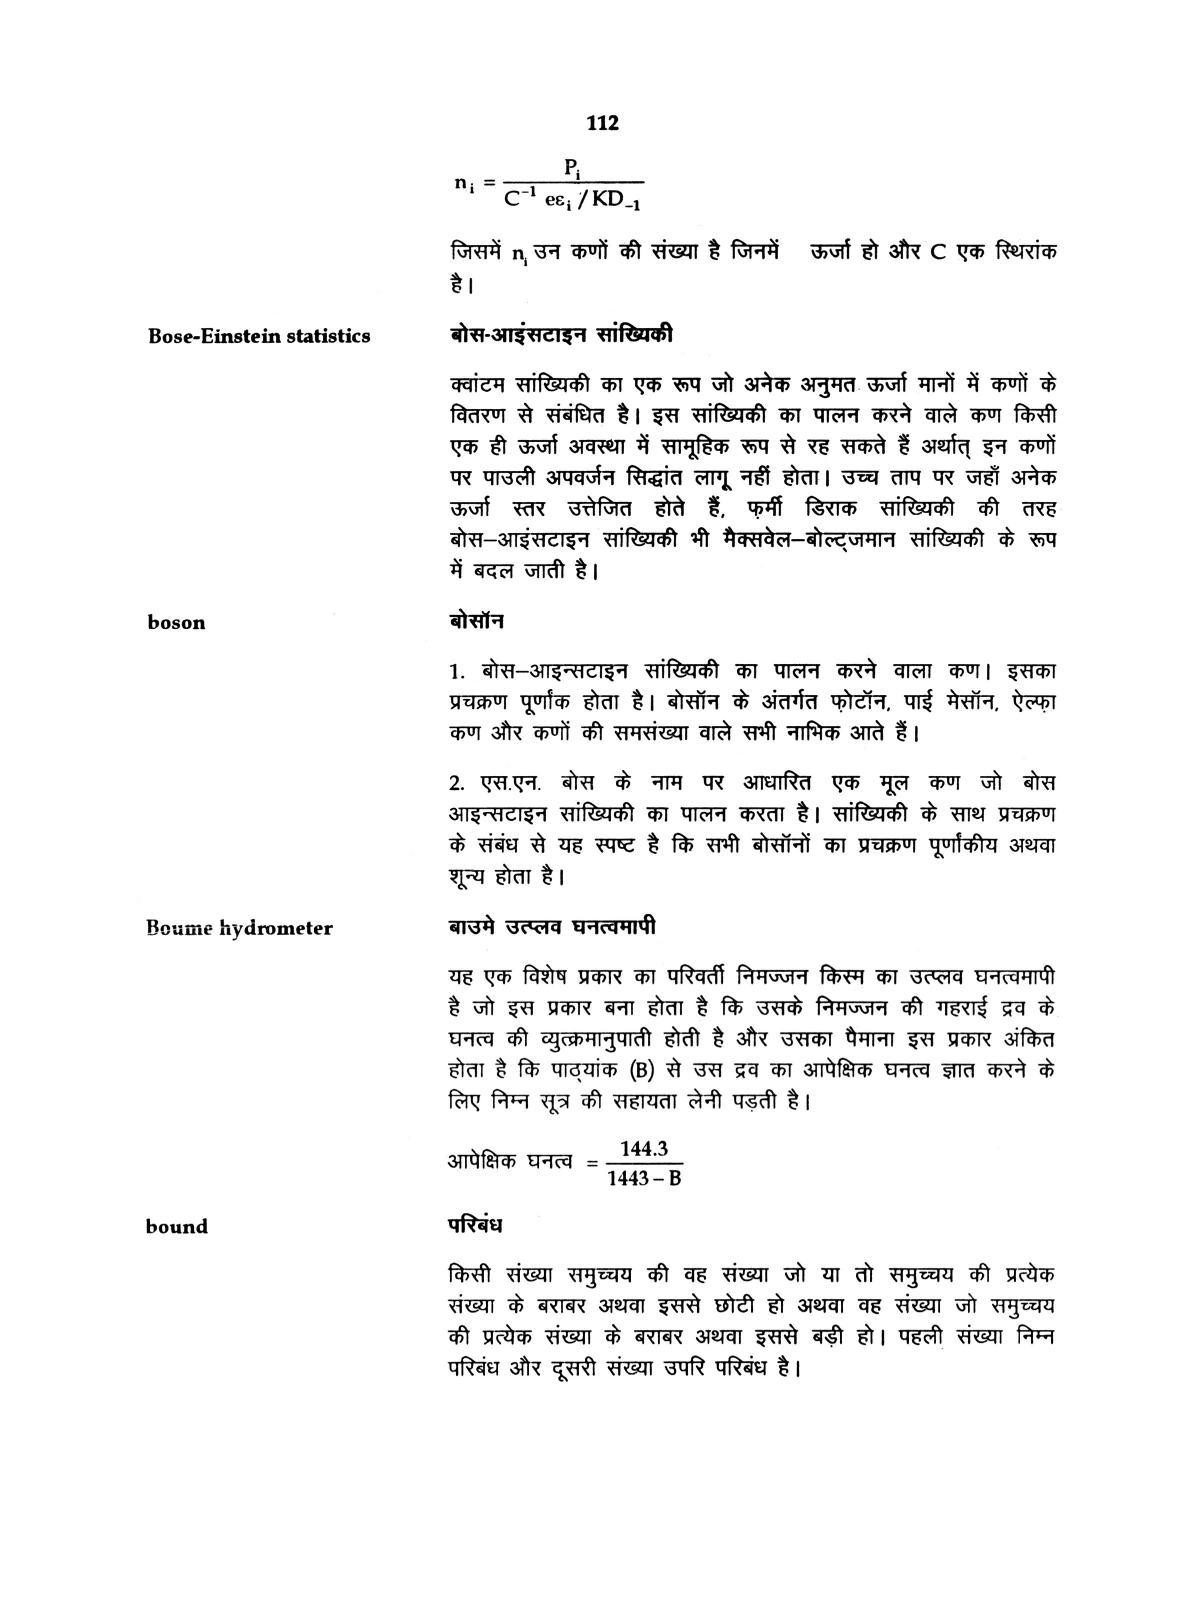 112
n i = P i / C⁻¹ eε i / KD ₋₁
जिसमें n i उन कणों की संख्या है जिनमें ऊर्जा हो और C एक स्थिरांक
है।
Bose-Einstein statistics बोस-आइंसटाइन सांख्यिकी
क्वांटम सांख्यिकी का एक रूप जो अनेक अनुमत ऊर्जा मानों में कणों के
वितरण से संबंधित है। इस सांख्यिकी का पालन करने वाले कण किसी
एक ही ऊर्जा अवस्था में सामूहिक रूप से रह सकते हैं अर्थात् इन कणों
पर पाउली अपवर्जन सिद्धांत लागू नहीं होता। उच्च ताप पर जहाँ अनेक
ऊर्जा स्तर उत्तेजित होते हैं, फ़र्मी डिराक सांख्यिकी की तरह
बोस–आइंसटाइन सांख्यिकी भी मैक्सवेल–बोल्ट्जमान सांख्यिकी के रूप
में बदल जाती है।
boson बोसॉन
1. बोस–आइन्सटाइन सांख्यिकी का पालन करने वाला कण। इसका
प्रचक्रण पूर्णांक होता है। बोसॉन के अंतर्गत फ़ोटॉन, पाई मेसॉन, ऐल्फ़ा
कण और कणों की समसंख्या वाले सभी नाभिक आते हैं।
2. एस.एन. बोस के नाम पर आधारित एक मूल कण जो बोस
आइन्सटाइन सांख्यिकी का पालन करता है। सांख्यिकी के साथ प्रचक्रण
के संबंध से यह स्पष्ट है कि सभी बोसॉनों का प्रचक्रण पूर्णांकीय अथवा
शून्य होता है।
Boume hydrometer बाउमे उत्प्लव घनत्वमापी
यह एक विशेष प्रकार का परिवर्ती निमज्जन किस्म का उत्प्लव घनत्वमापी
है जो इस प्रकार बना होता है कि उसके निमज्जन की गहराई द्रव के
घनत्व की व्युत्क्रमानुपाती होती है और उसका पैमाना इस प्रकार अंकित
होता है कि पाठ्यांक (B) से उस द्रव का आपेक्षिक घनत्व ज्ञात करने के
लिए निम्न सूत्र की सहायता लेनी पड़ती है।
आपेक्षिक घनत्व = 144.3 / 1443 – B
bound परिबंध
किसी संख्या समुच्चय की वह संख्या जो या तो समुच्चय की प्रत्येक
संख्या के बराबर अथवा इससे छोटी हो अथवा वह संख्या जो समुच्चय
की प्रत्येक संख्या के बराबर अथवा इससे बड़ी हो। पहली संख्या निम्न
परिबंध और दूसरी संख्या उपरि परिबंध है।